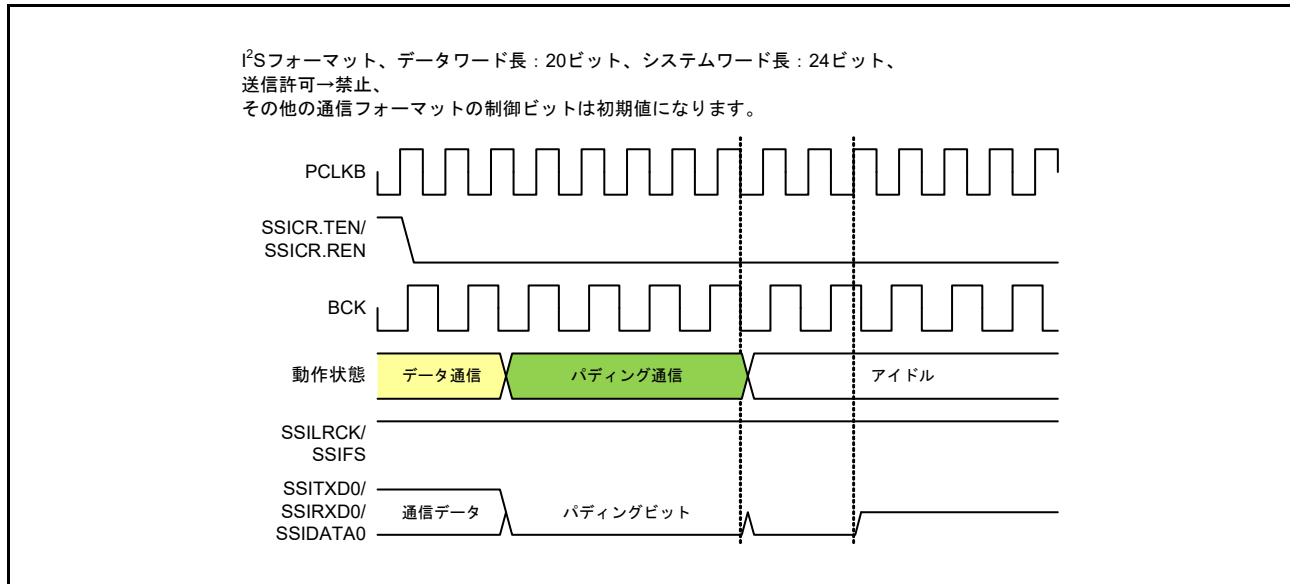 I²Sフォーマット、データワード長：20ビット、システムワード長：24ビット、
送信許可→禁止、
その他の通信フォーマットの制御ビットは初期値になります。
PCLKB
SSICR.TEN/
SSICR.REN
BCK
動作状態
データ通信
パディング通信
アイドル
SSILRCK/
SSIFS
SSITXD0/
SSIRXD0/
SSIDATA0
通信データ
パディングビット